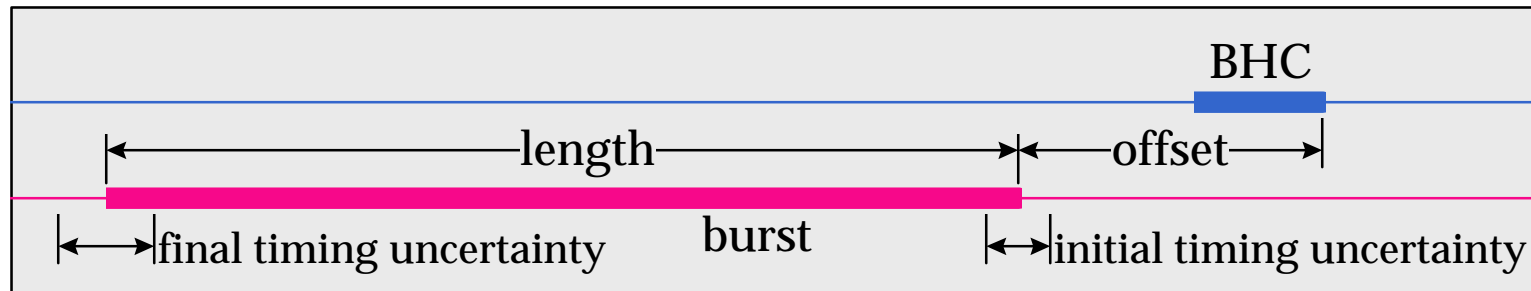 BHC
length
offset
burst
final timing uncertainty
initial timing uncertainty